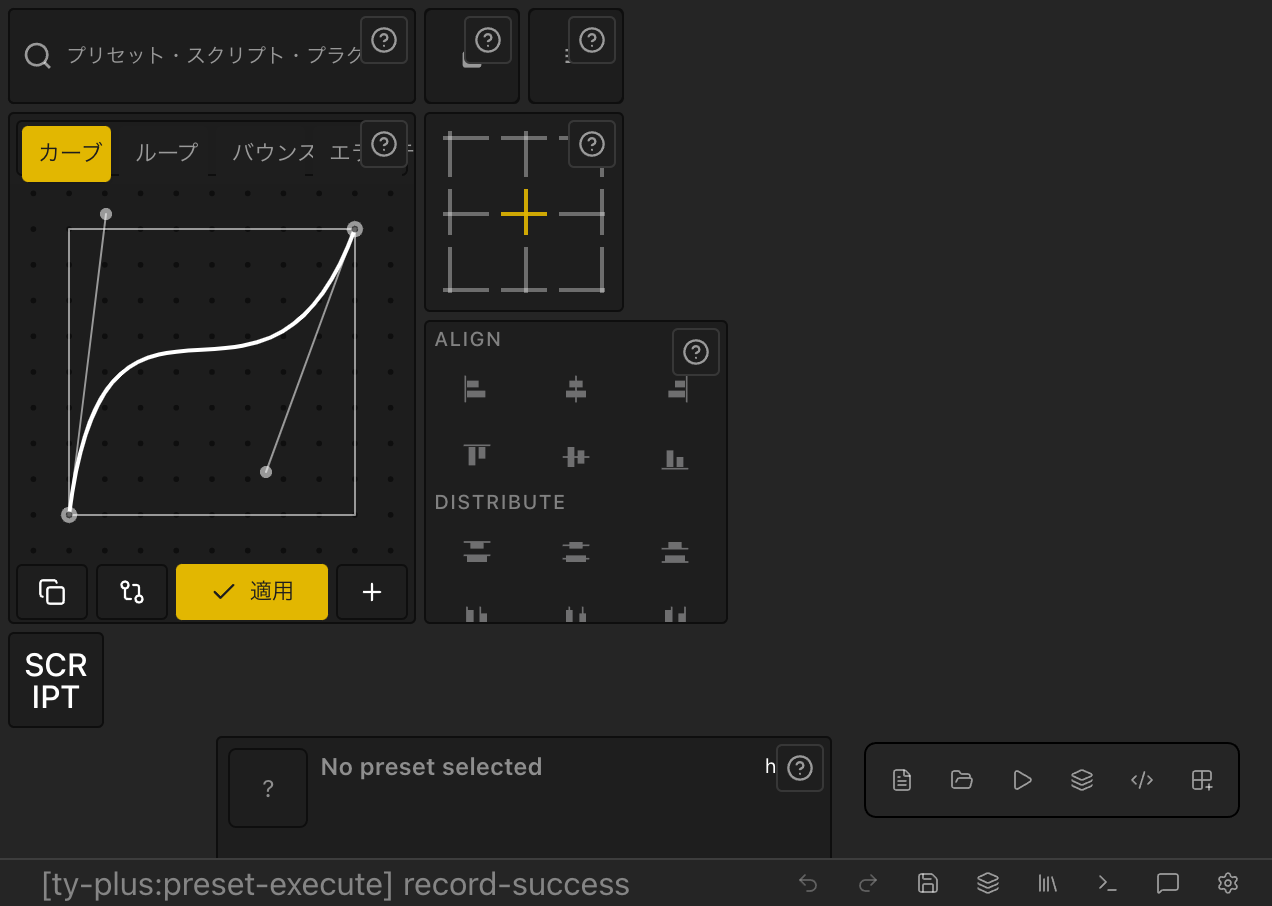 プリセット・スクリプト・プラグ
カーブ
ループ
バウンス
エラ
ALIGN
DISTRIBUTE
適用
SCR
IPT
?
No preset selected
h
[ty-plus:preset-execute] record-success